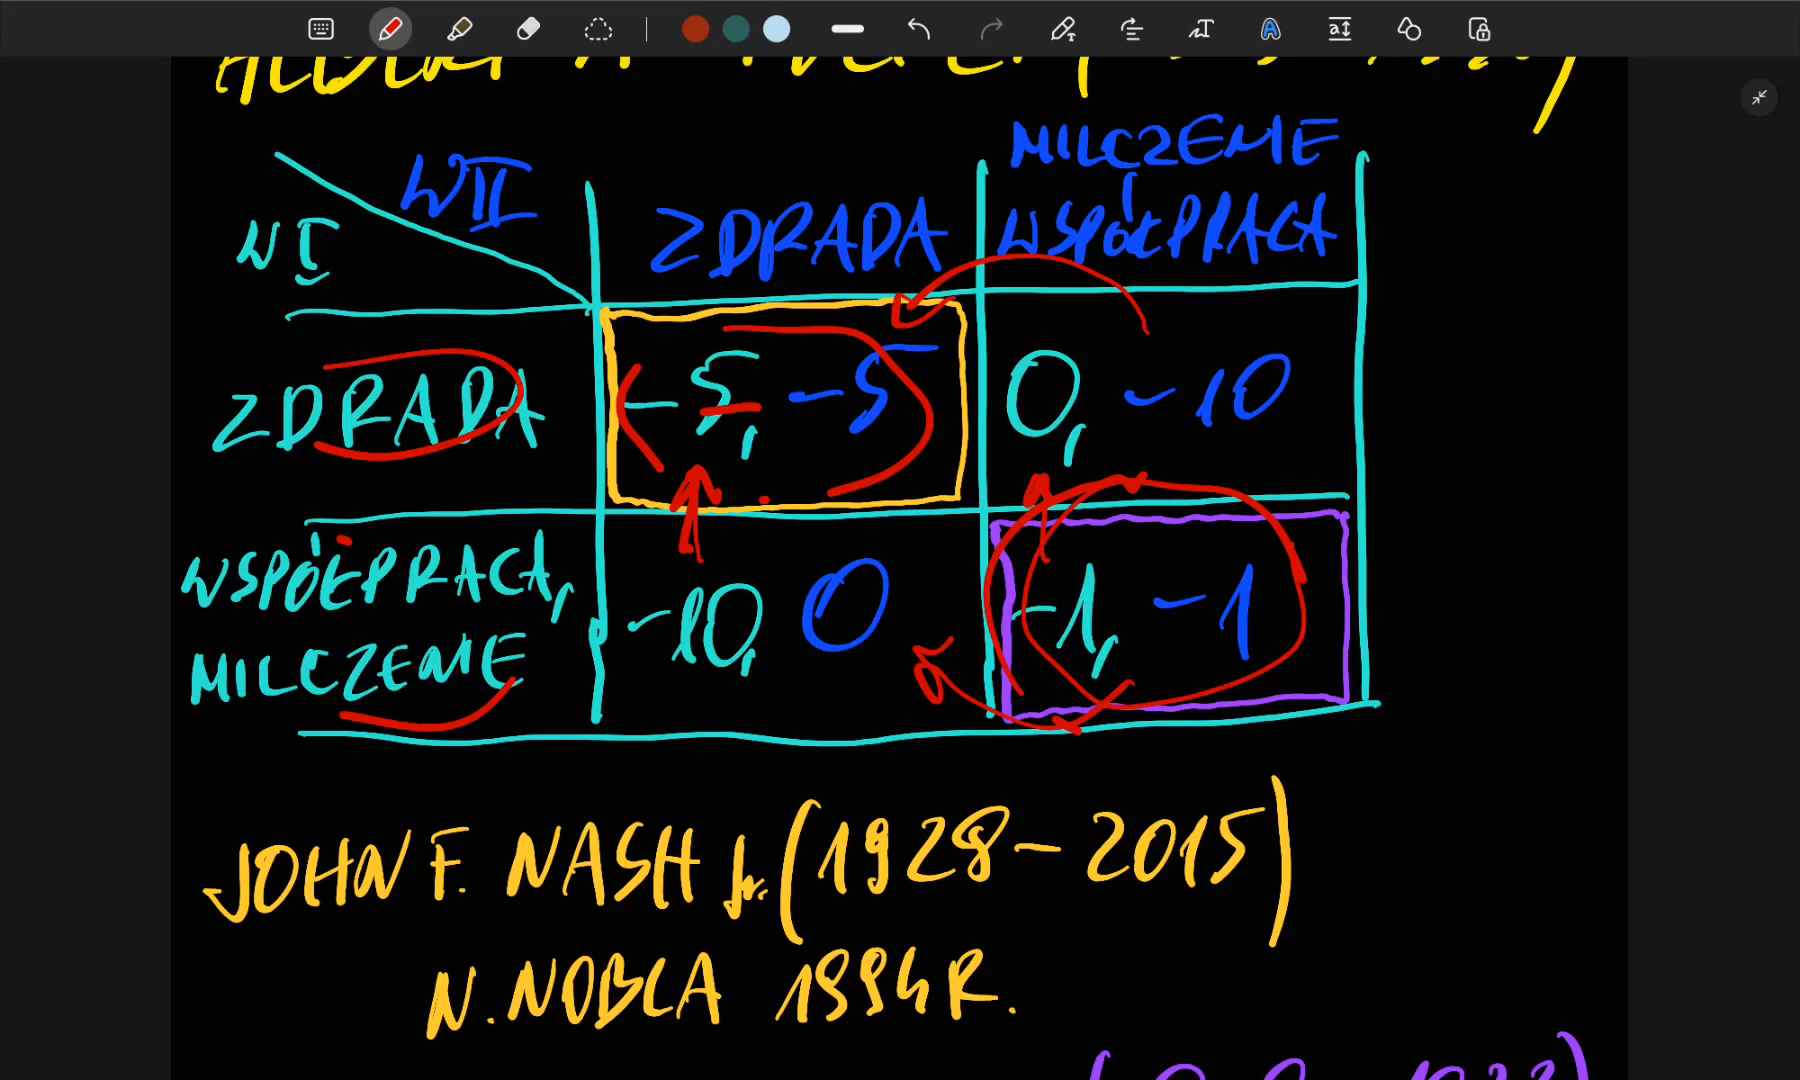 WII
MILCZENIE
WI
ZDRADA
WSPÓŁPRACA
ZDRADA
-5, -5
0, -10
WSPÓŁPRACA,
MILCZENIE
-10, 0
-1, -1
JOHN F. NASH Jr. (1928-2015)
N. NOBLA 1994 R.